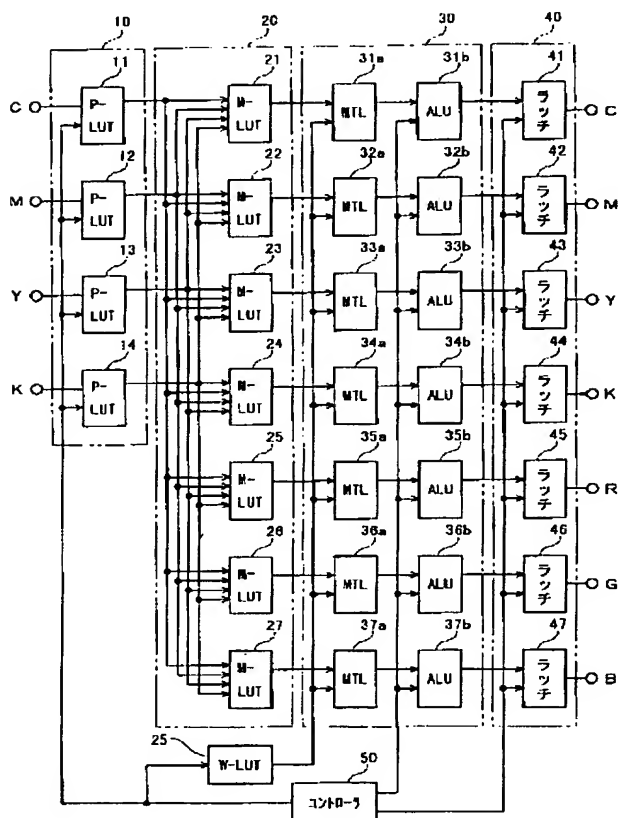 10
20
30
40
11
21
31a
31b
41
C
P-
LUT
M-
LUT
MTL
ALU
ラッチ
C
12
22
32a
32b
42
M
P-
LUT
M-
LUT
MTL
ALU
ラッチ
M
13
23
33a
33b
43
Y
P-
LUT
M-
LUT
MTL
ALU
ラッチ
Y
14
24
34a
34b
44
K
P-
LUT
M-
LUT
MTL
ALU
ラッチ
K
25
35a
35b
45
M-
LUT
MTL
ALU
ラッチ
R
26
36a
36b
46
M-
LUT
MTL
ALU
ラッチ
G
27
37a
37b
47
M-
LUT
MTL
ALU
ラッチ
B
25
W-LUT
50
コントローラ